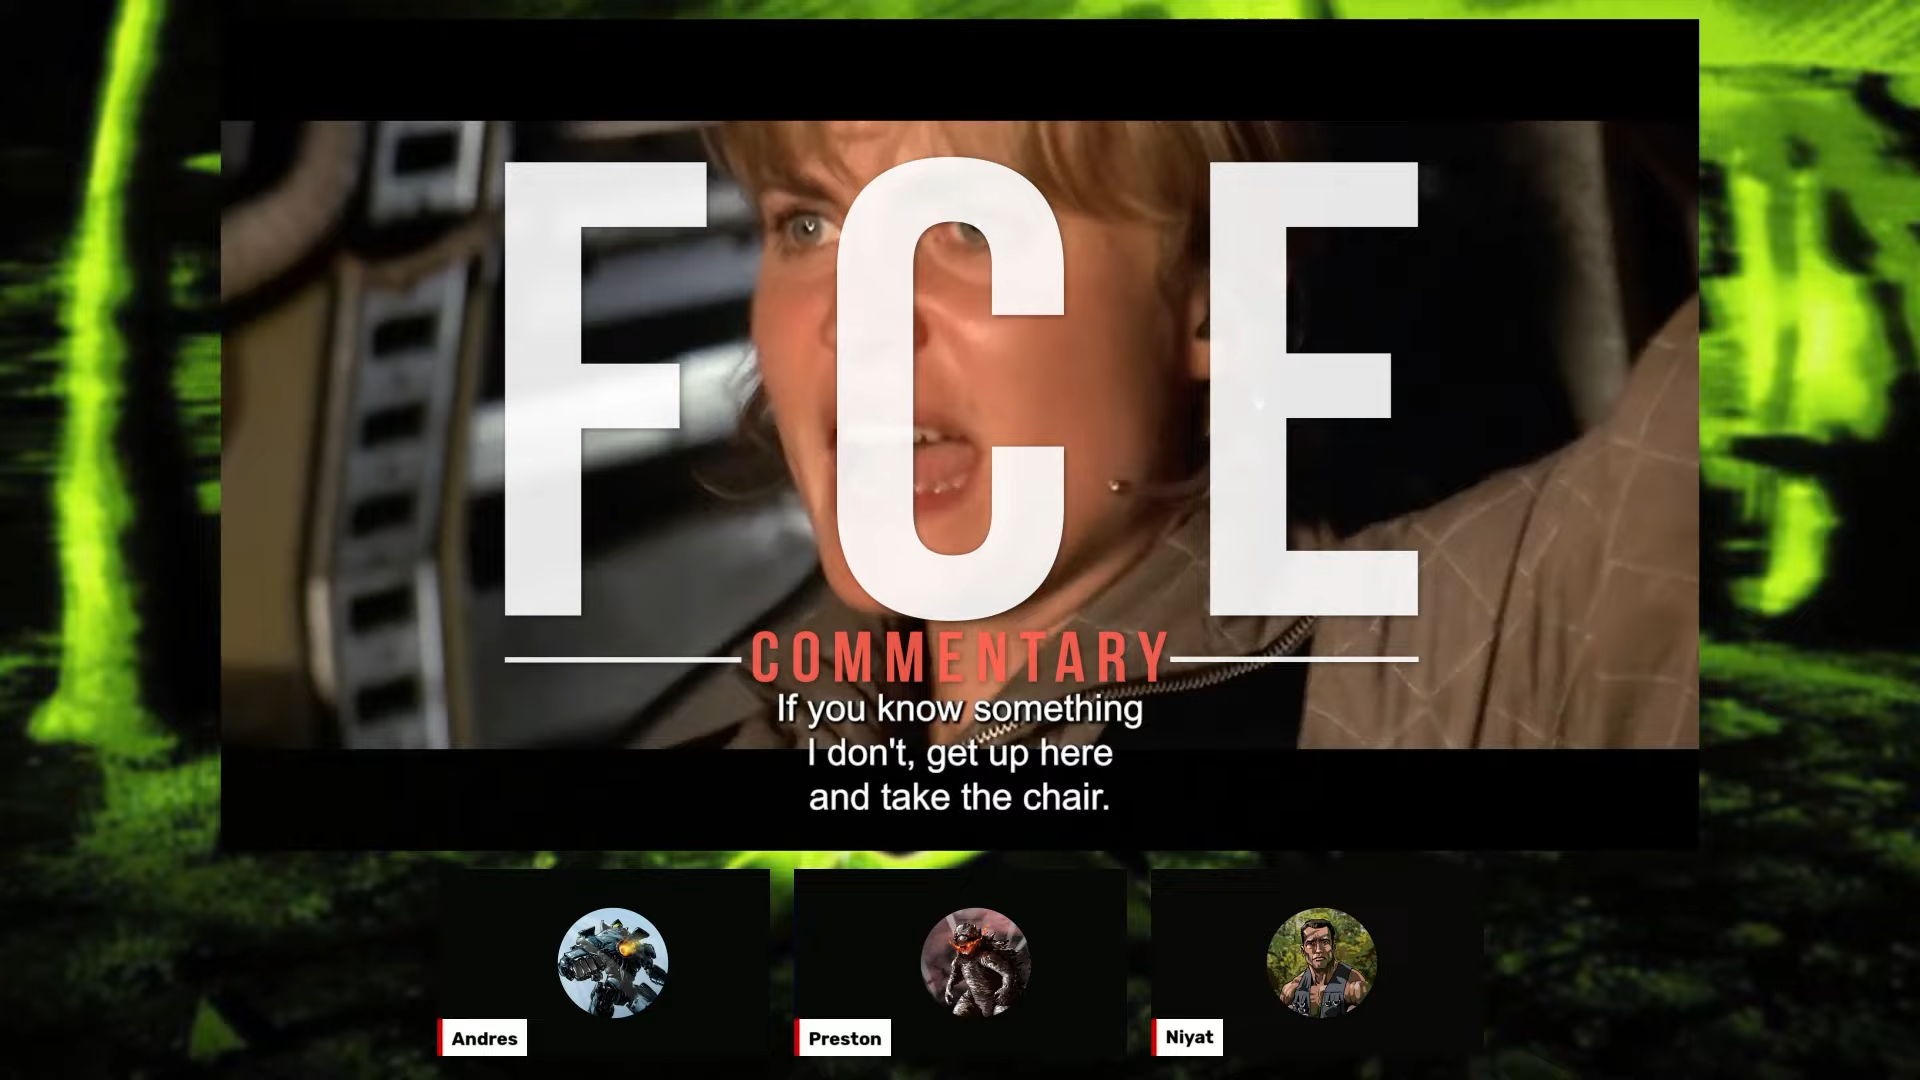 FCE
COMMENTARY
If you know something
I don't, get up here
and take the chair.
Andres
Preston
Niyat